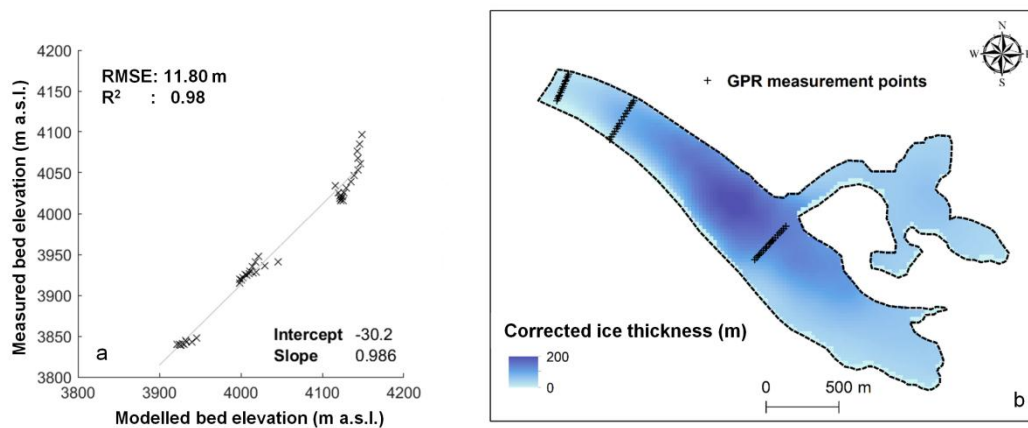 4200
4150
4100
4050
4000
3950
3900
3850
3800
Measured bed elevation (m a.s.l.)
RMSE: 11.80 m
R² : 0.98
Intercept -30.2
Slope 0.986
a
3900 4000 4100 4200
Modelled bed elevation (m a.s.l.)
N
W E
S
+ GPR measurement points
Corrected ice thickness (m)
200
0
0 500 m
b